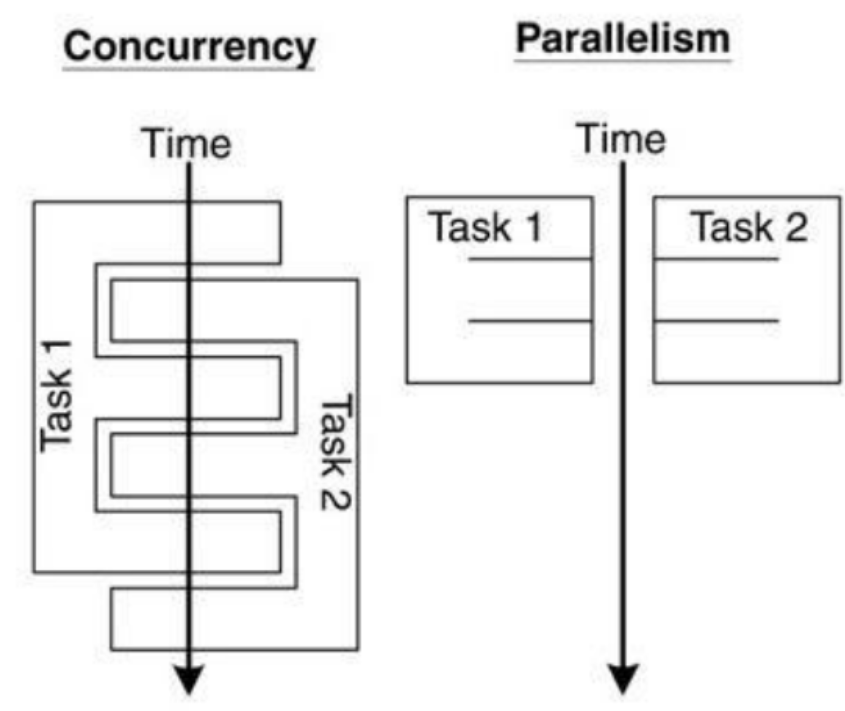 Concurrency
Time
Task 1
Task 2
Parallelism
Time
Task 1
Task 2